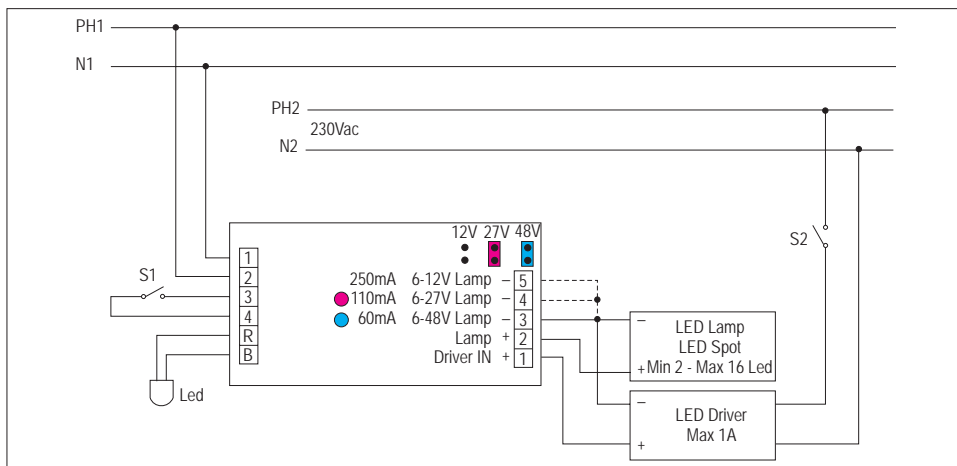 PH1
N1
PH2
230Vac
N2
S2
12V 27V 48V
S1
1
2
3
4
R
B
Led
250mA 6-12V Lamp – 5
110mA 6-27V Lamp – 4
60mA 6-48V Lamp – 3
Lamp + 2
Driver IN + 1
– LED Lamp
LED Spot
+ Min 2 - Max 16 Led
– LED Driver
Max 1A
+